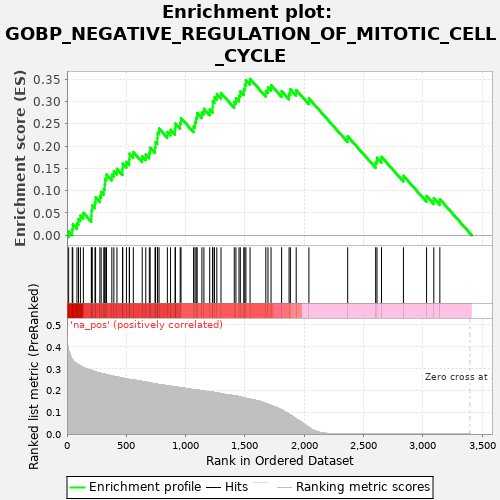 Enrichment plot:
GOBP_NEGATIVE_REGULATION_OF_MITOTIC_CELL
_CYCLE
Enrichment score (ES)
0.35
0.30
0.25
0.20
0.15
0.10
0.05
0.00
Ranked list metric (PreRanked)
0.5
0.4
0.3
0.2
0.1
0.0
'na_pos' (positively correlated)
Zero cross at
0
500
1,000
1,500
2,000
2,500
3,000
3,500
Rank in Ordered Dataset
Enrichment profile
Hits
Ranking metric scores